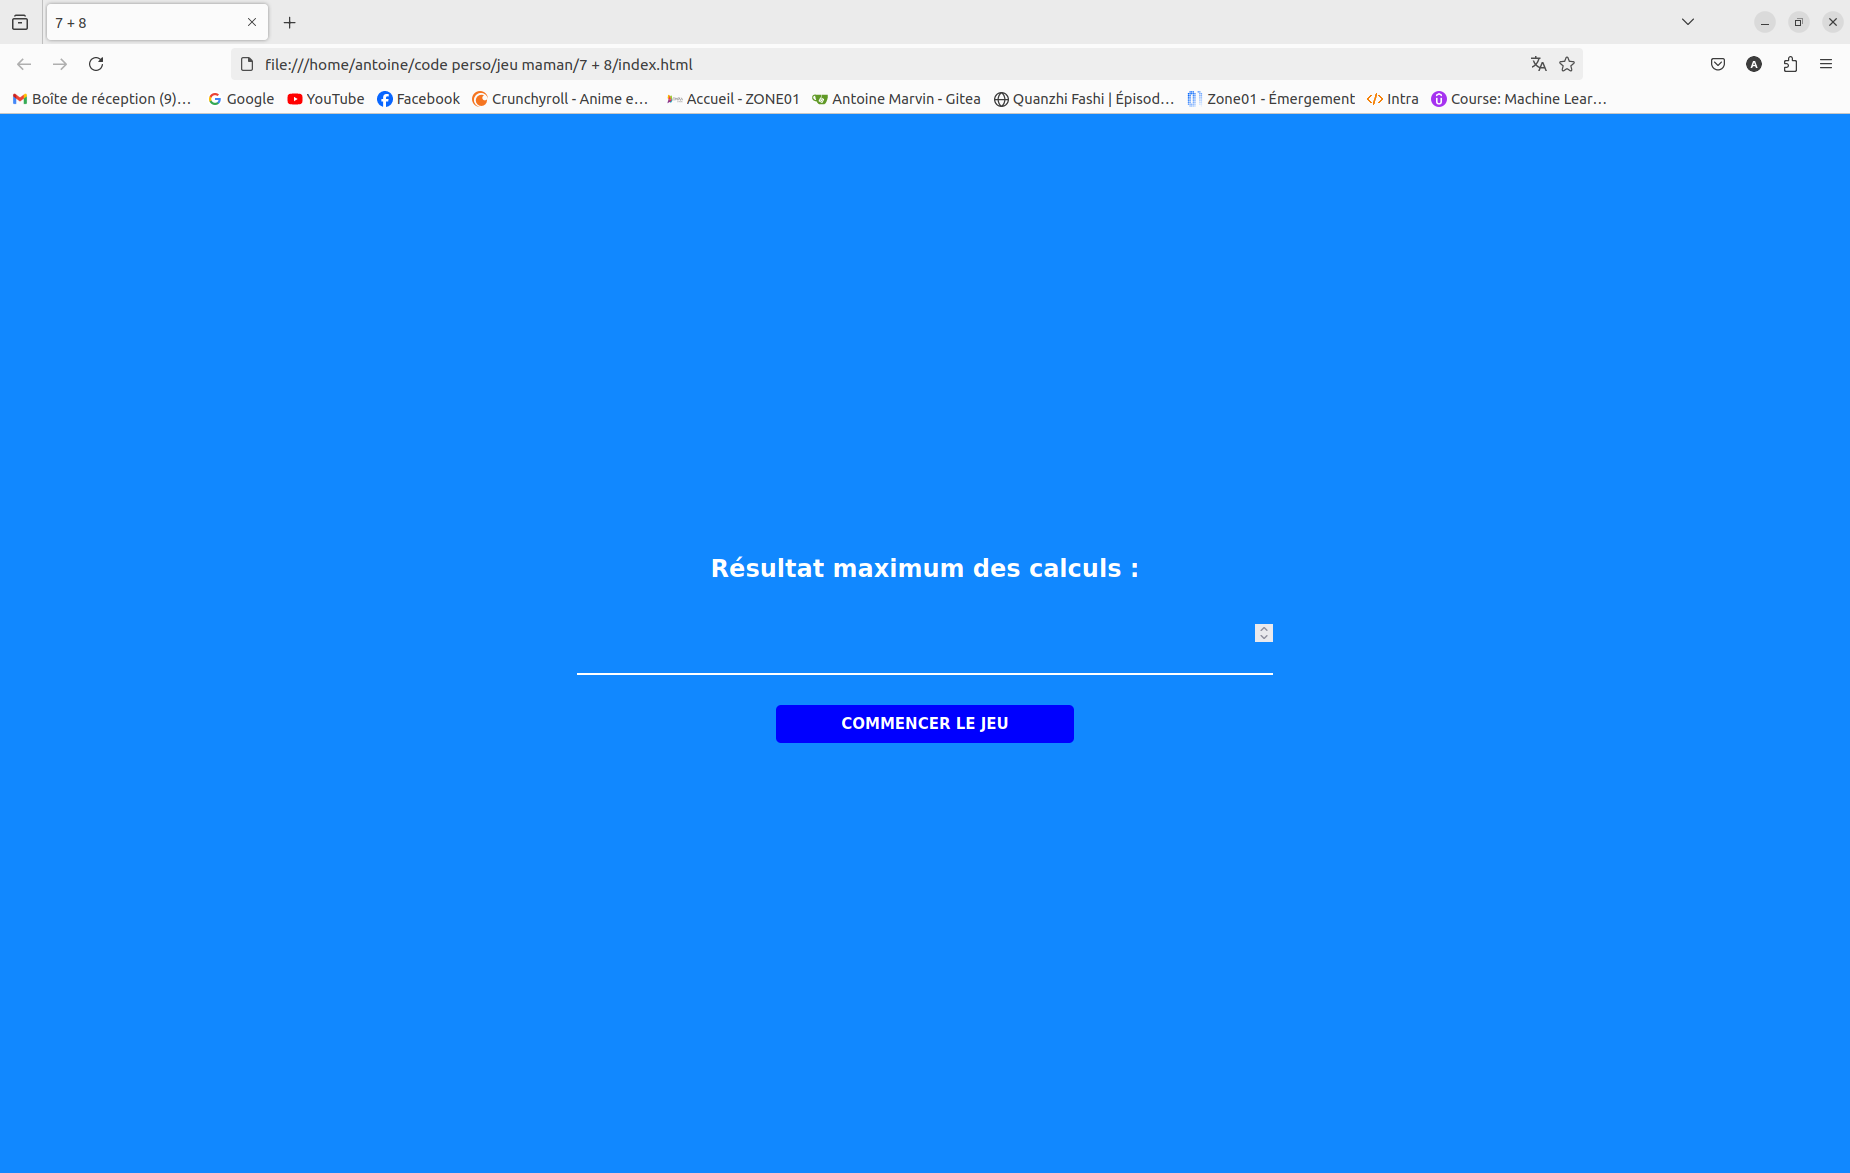 7 + 8
file:///home/antoine/code perso/jeu maman/7 + 8/index.html
A
Boîte de réception (9)… Google YouTube Facebook Crunchyroll - Anime e… Accueil - ZONE01 Antoine Marvin - Gitea Quanzhi Fashi | Épisod… Zone01 - Émergement Intra Course: Machine Lear…
Résultat maximum des calculs :
COMMENCER LE JEU